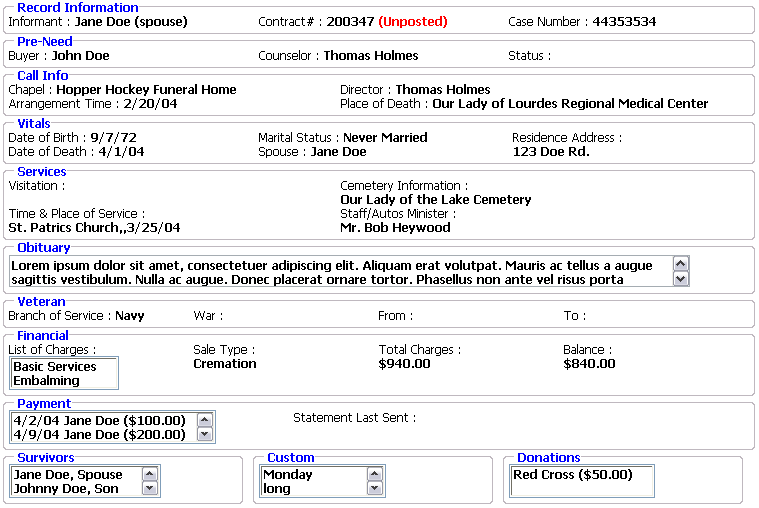 Record Information
Informant : Jane Doe (spouse) Contract# : 200347 (Unposted) Case Number : 44353534
Pre-Need
Buyer : John Doe Counselor : Thomas Holmes Status :
Call Info
Chapel : Hopper Hockey Funeral Home Director : Thomas Holmes
Arrangement Time : 2/20/04 Place of Death : Our Lady of Lourdes Regional Medical Center
Vitals
Date of Birth : 9/7/72 Marital Status : Never Married Residence Address :
Date of Death : 4/1/04 Spouse : Jane Doe 123 Doe Rd.
Services
Visitation : Cemetery Information :
Our Lady of the Lake Cemetery
Time & Place of Service : Staff/Autos Minister :
St. Patrics Church,,3/25/04 Mr. Bob Heywood
Obituary
Lorem ipsum dolor sit amet, consectetuer adipiscing elit. Aliquam erat volutpat. Mauris ac tellus a augue
sagittis vestibulum. Nulla ac augue. Donec placerat ornare tortor. Phasellus non ante vel risus porta
Veteran
Branch of Service : Navy War : From : To :
Financial
List of Charges : Sale Type : Total Charges : Balance :
Basic Services Cremation $940.00 $840.00
Embalming
Payment
4/2/04 Jane Doe ($100.00) Statement Last Sent :
4/9/04 Jane Doe ($200.00)
Survivors Custom Donations
Jane Doe, Spouse Monday Red Cross ($50.00)
Johnny Doe, Son long